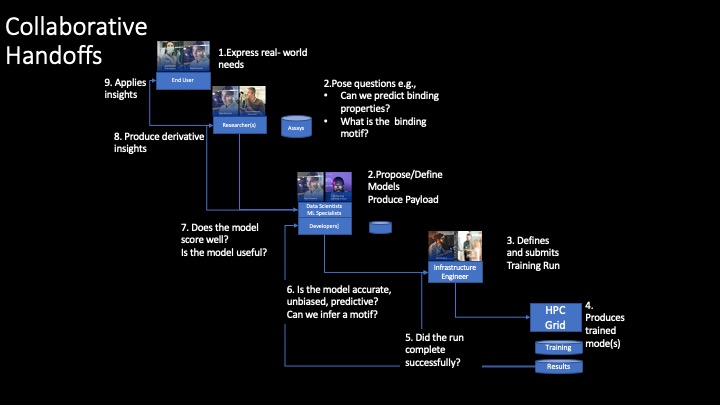 Collaborative
Handoffs
1.Express real- world
needs
9. Applies
insights
End User
2.Pose questions e.g.,
• Can we predict binding
properties?
• What is the binding
motif?
Researcher(s)
Assays
8. Produce derivative
insights
2.Propose/Define
Models
Produce Payload
Data Scientists
ML Specialists
Developers]
7. Does the model
score well?
Is the model useful?
3. Defines
and submits
Training Run
Infrastructure
Engineer
6. Is the model accurate,
unbiased, predictive?
Can we infer a motif?
HPC
Grid
4.
Produces
trained
mode(s)
5. Did the run
complete
successfully?
Training
Results